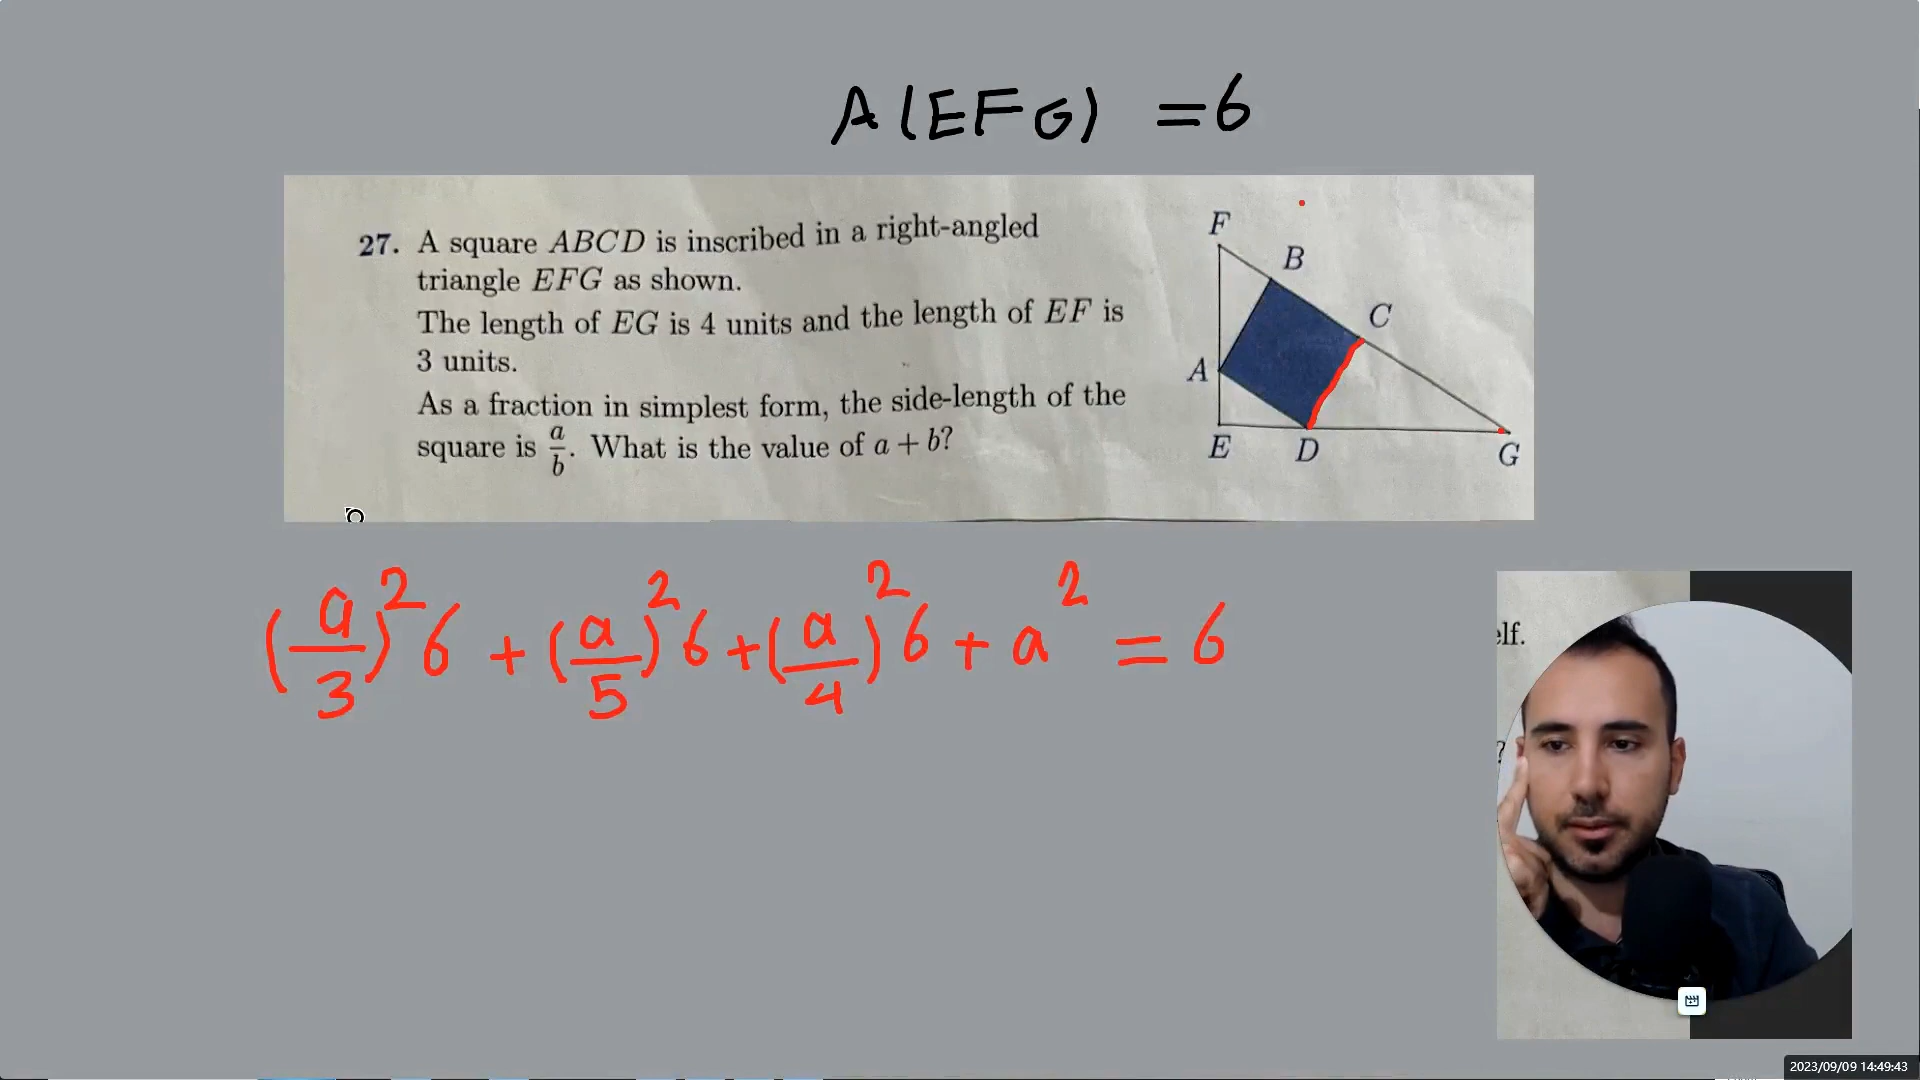 A(EFG) = 6
27. A square ABCD is inscribed in a right-angled
triangle EFG as shown.
The length of EG is 4 units and the length of EF is
3 units.
As a fraction in simplest form, the side-length of the
square is a/b. What is the value of a + b?
F
B
C
A
E
D
G
(a/3)²6 + (a/5)²6 + (a/4)²6 + a² = 6
elf.
?
2023/09/09 14:49:43